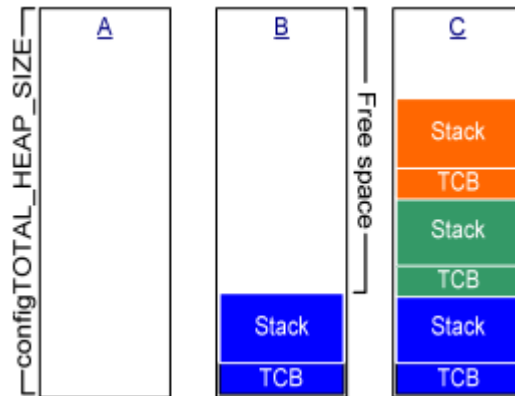 configTOTAL_HEAP_SIZE
A
B
Free space
C
Stack
TCB
Stack
TCB
Stack
TCB
Stack
TCB